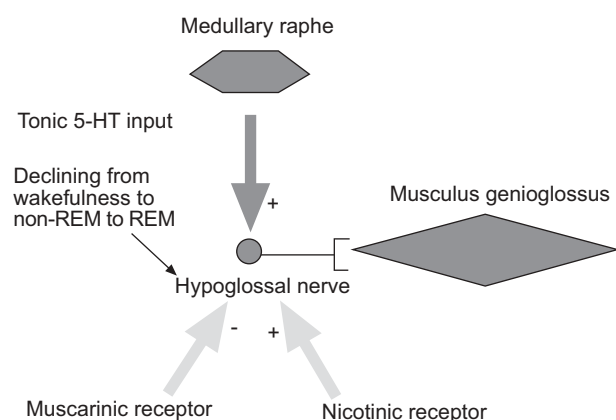 Medullary raphe
Tonic 5-HT input
Declining from
wakefulness to
non-REM to REM
+
Musculus genioglossus
Hypoglossal nerve
- +
Muscarinic receptor
Nicotinic receptor